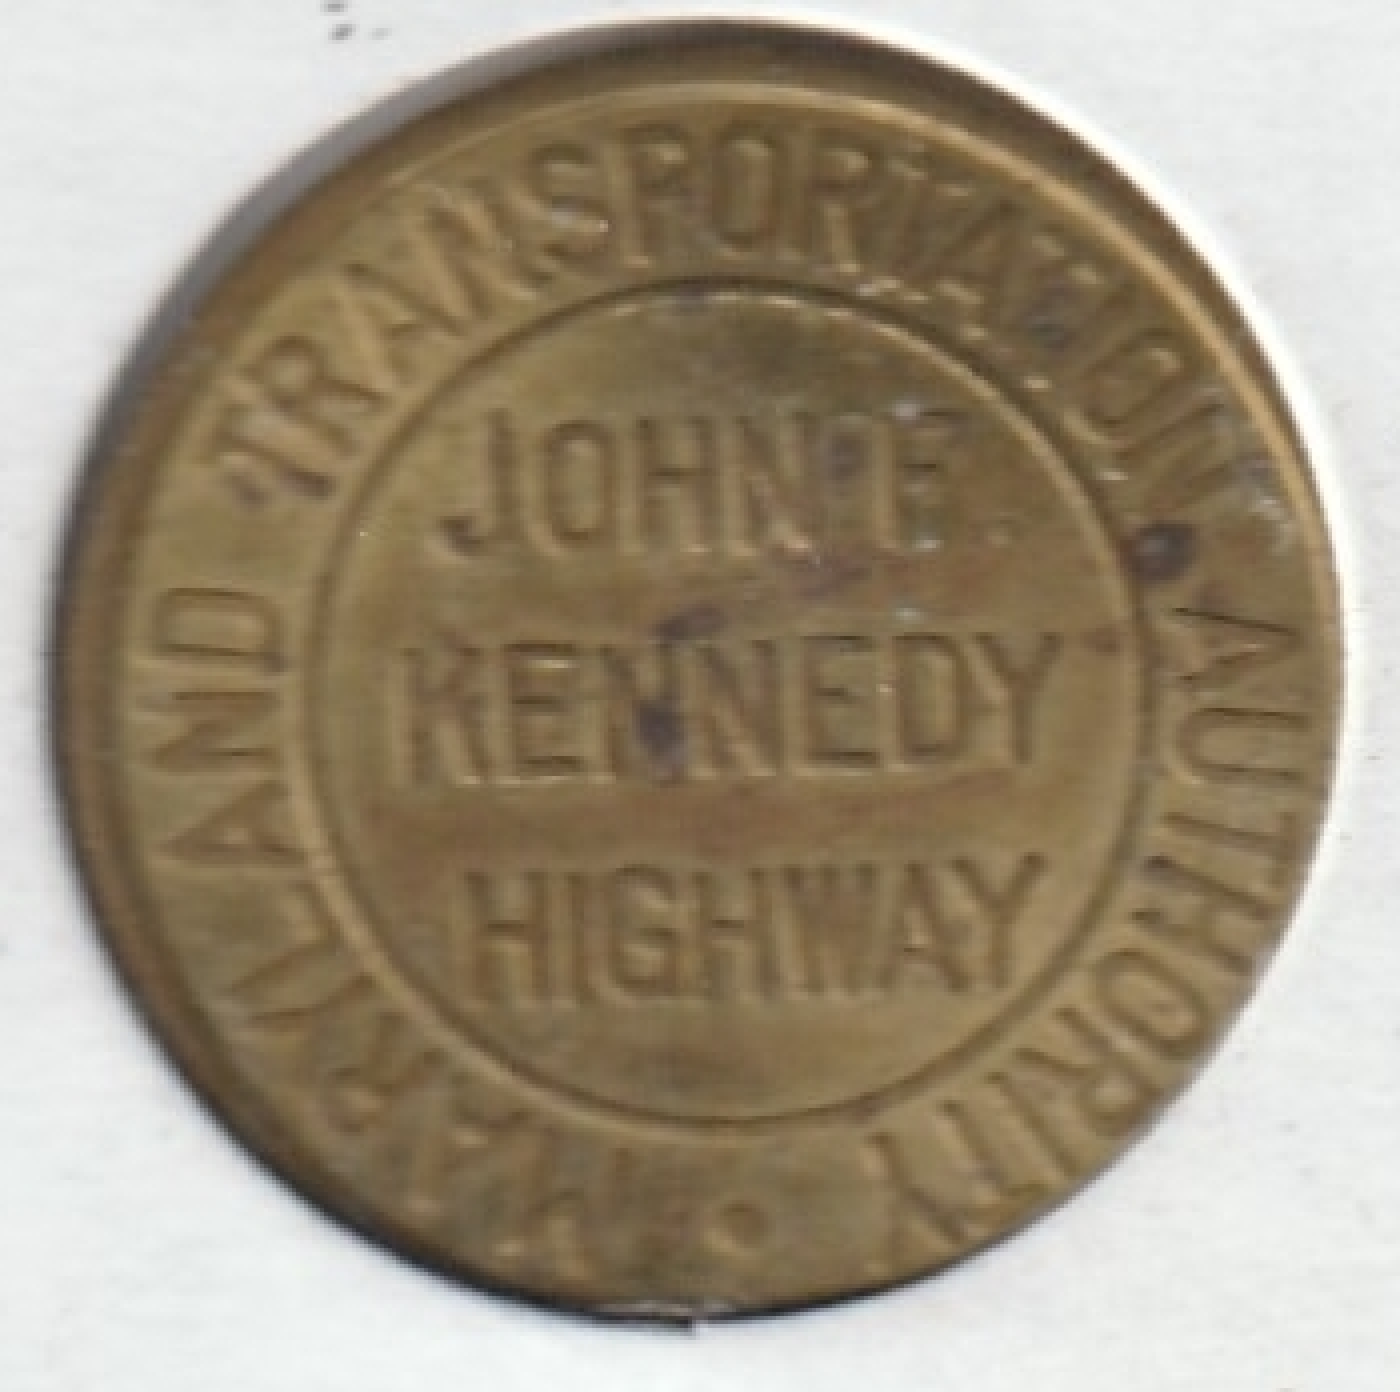 MARYLAND TRANSPORTATION AUTHORITY
JOHN F.
KENNEDY
HIGHWAY